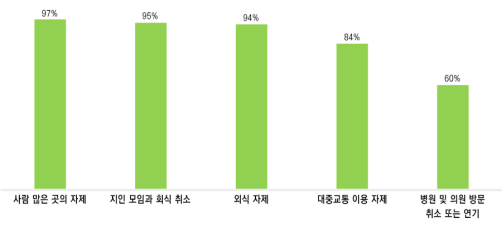 97%
95%
94%
84%
60%
사람 많은 곳의 자제
지인 모임과 회식 취소
외식 자제
대중교통 이용 자제
병원 및 의원 방문
취소 또는 연기